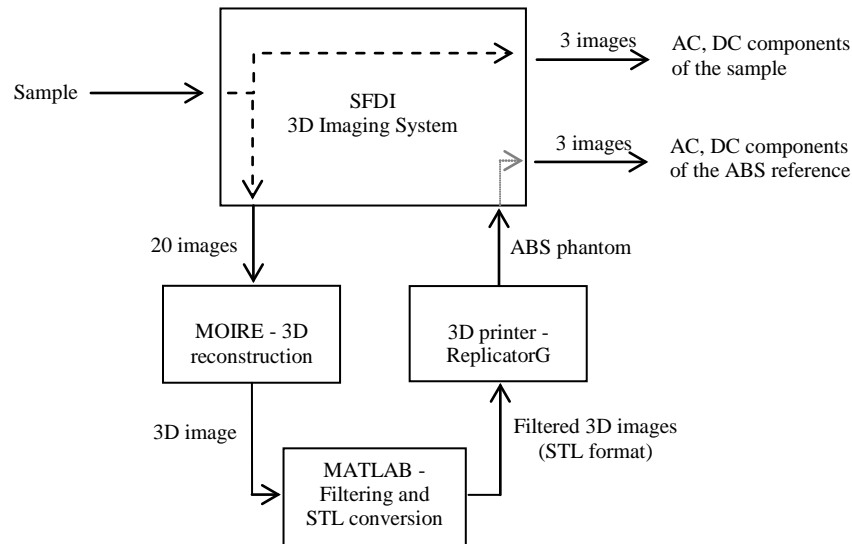 Sample
SFDI
3D Imaging System
3 images
AC, DC components
of the sample
3 images
AC, DC components
of the ABS reference
20 images
ABS phantom
MOIRE - 3D
reconstruction
3D printer -
ReplicatorG
3D image
Filtered 3D images
(STL format)
MATLAB -
Filtering and
STL conversion